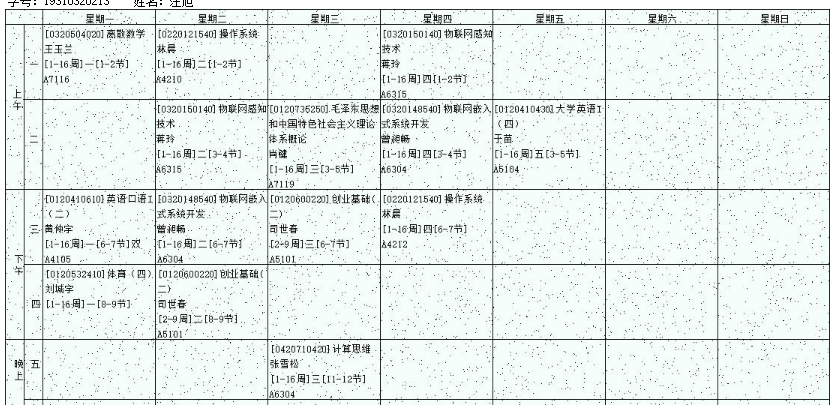 学号：19310320213 姓名：汪旭
星期一 星期二 星期三 星期四 星期五 星期六 星期日
上午
一
[0320504020]离散数学
王玉兰
[1-16周]一[1-2节]
A7116
[0220121540]操作系统
林晨
[1-16周]二[1-2节]
A4210
[0320150140]物联网感知
技术
蒋玲
[1-16周]四[1-2节]
A6315
二
[0320150140]物联网感知
技术
蒋玲
[1-16周]二[3-4节]
A6315
[0120735250]毛泽东思想
和中国特色社会主义理论
体系概论
肖健
[1-16周]三[3-5节]
A7119
[0320148540]物联网嵌入
式系统开发
曾昶畅
[1-16周]四[3-4节]
A6304
[0120410430]大学英语I
（四）
于苗
[1-16周]五[3-5节]
A5104
下午
三
[0120410610]英语口语I
（二）
黄仲宇
[1-16周]一[6-7节]双
A4105
[0320148540]物联网嵌入
式系统开发
曾昶畅
[1-16周]二[6-7节]
A6304
[0120600220]创业基础(
二)
司世春
[2-9周]三[6-7节]
A5101
[0220121540]操作系统
林晨
[1-16周]四[6-7节]
A4212
四
[0120532410]体育（四）
刘城宇
[1-16周]一[8-9节]
[0120600220]创业基础(
二)
司世春
[2-9周]二[8-9节]
A5101
晚上
五
[0420710420]计算思维
张雪松
[1-16周]三[11-12节]
A6304